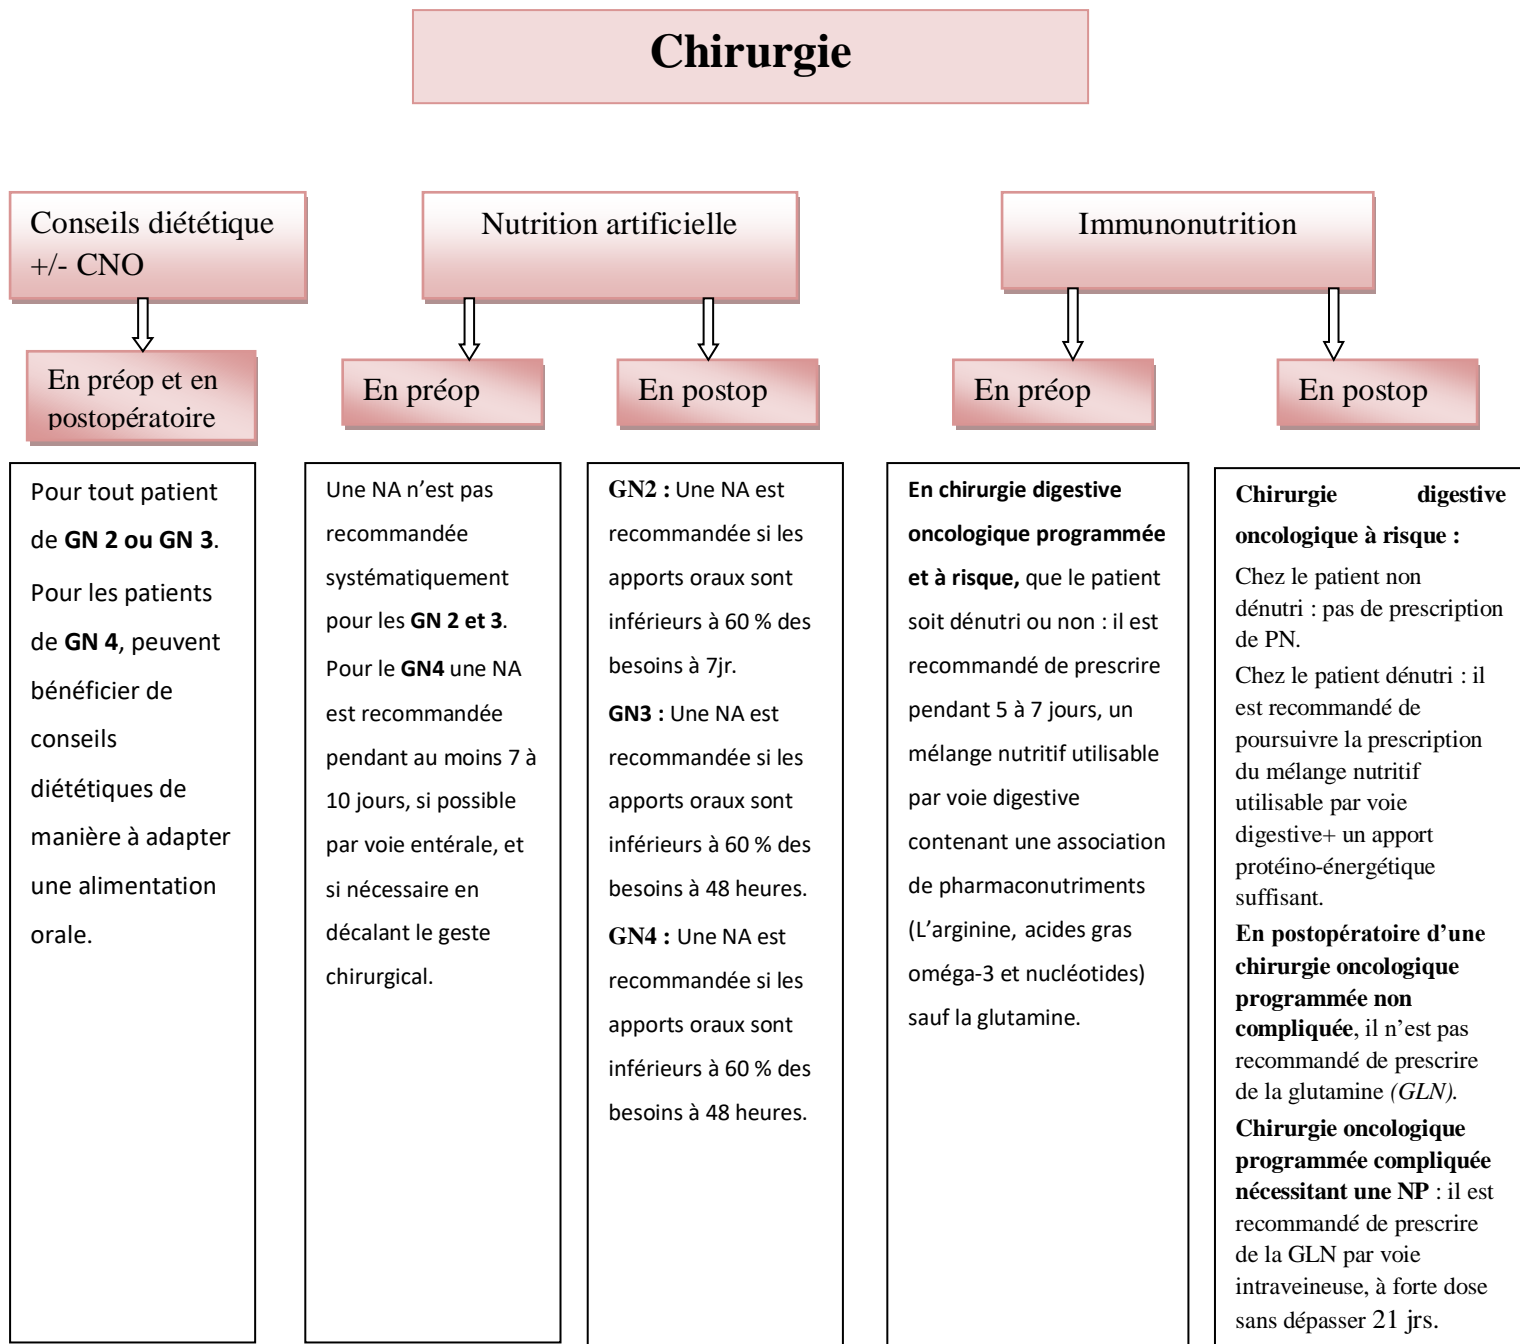 Chirurgie
Conseils diététique
+/- CNO
Nutrition artificielle
Immunonutrition
En préop et en
postopératoire
En préop
En postop
En préop
En postop
Pour tout patient
de GN 2 ou GN 3.
Pour les patients
de GN 4, peuvent
bénéficier de
conseils
diététiques de
manière à adapter
une alimentation
orale.
Une NA n’est pas
recommandée
systématiquement
pour les GN 2 et 3.
Pour le GN4 une NA
est recommandée
pendant au moins 7 à
10 jours, si possible
par voie entérale, et
si nécessaire en
décalant le geste
chirurgical.
GN2 : Une NA est
recommandée si les
apports oraux sont
inférieurs à 60 % des
besoins à 7jr.
GN3 : Une NA est
recommandée si les
apports oraux sont
inférieurs à 60 % des
besoins à 48 heures.
GN4 : Une NA est
recommandée si les
apports oraux sont
inférieurs à 60 % des
besoins à 48 heures.
En chirurgie digestive
oncologique programmée
et à risque, que le patient
soit dénutri ou non : il est
recommandé de prescrire
pendant 5 à 7 jours, un
mélange nutritif utilisable
par voie digestive
contenant une association
de pharmaconutriments
(L’arginine, acides gras
oméga-3 et nucléotides)
sauf la glutamine.
Chirurgie digestive
oncologique à risque :
Chez le patient non
dénutri : pas de prescription
de PN.
Chez le patient dénutri : il
est recommandé de
poursuivre la prescription
du mélange nutritif
utilisable par voie
digestive+ un apport
protéino-énergétique
suffisant.
En postopératoire d’une
chirurgie oncologique
programmée non
compliquée, il n’est pas
recommandé de prescrire
de la glutamine (GLN).
Chirurgie oncologique
programmée compliquée
nécessitant une NP : il est
recommandé de prescrire
de la GLN par voie
intraveineuse, à forte dose
sans dépasser 21 jrs.